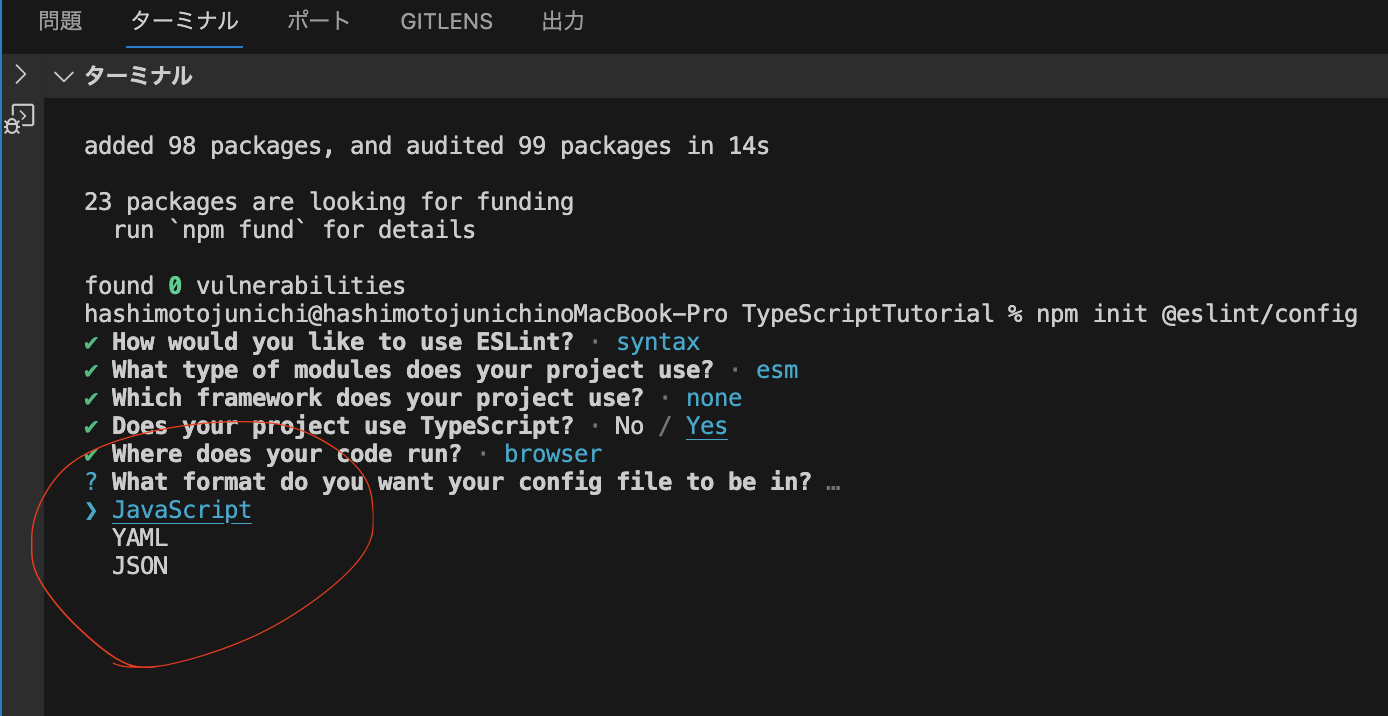 問題 ターミナル ポート GITLENS 出力
ターミナル
added 98 packages, and audited 99 packages in 14s
23 packages are looking for funding
run `npm fund` for details
found 0 vulnerabilities
hashimotojunichi@hashimotojunichinoMacBook-Pro TypeScriptTutorial % npm init @eslint/config
✔ How would you like to use ESLint? · syntax
✔ What type of modules does your project use? · esm
✔ Which framework does your project use? · none
✔ Does your project use TypeScript? · No / Yes
✔ Where does your code run? · browser
? What format do you want your config file to be in? …
❯ JavaScript
YAML
JSON